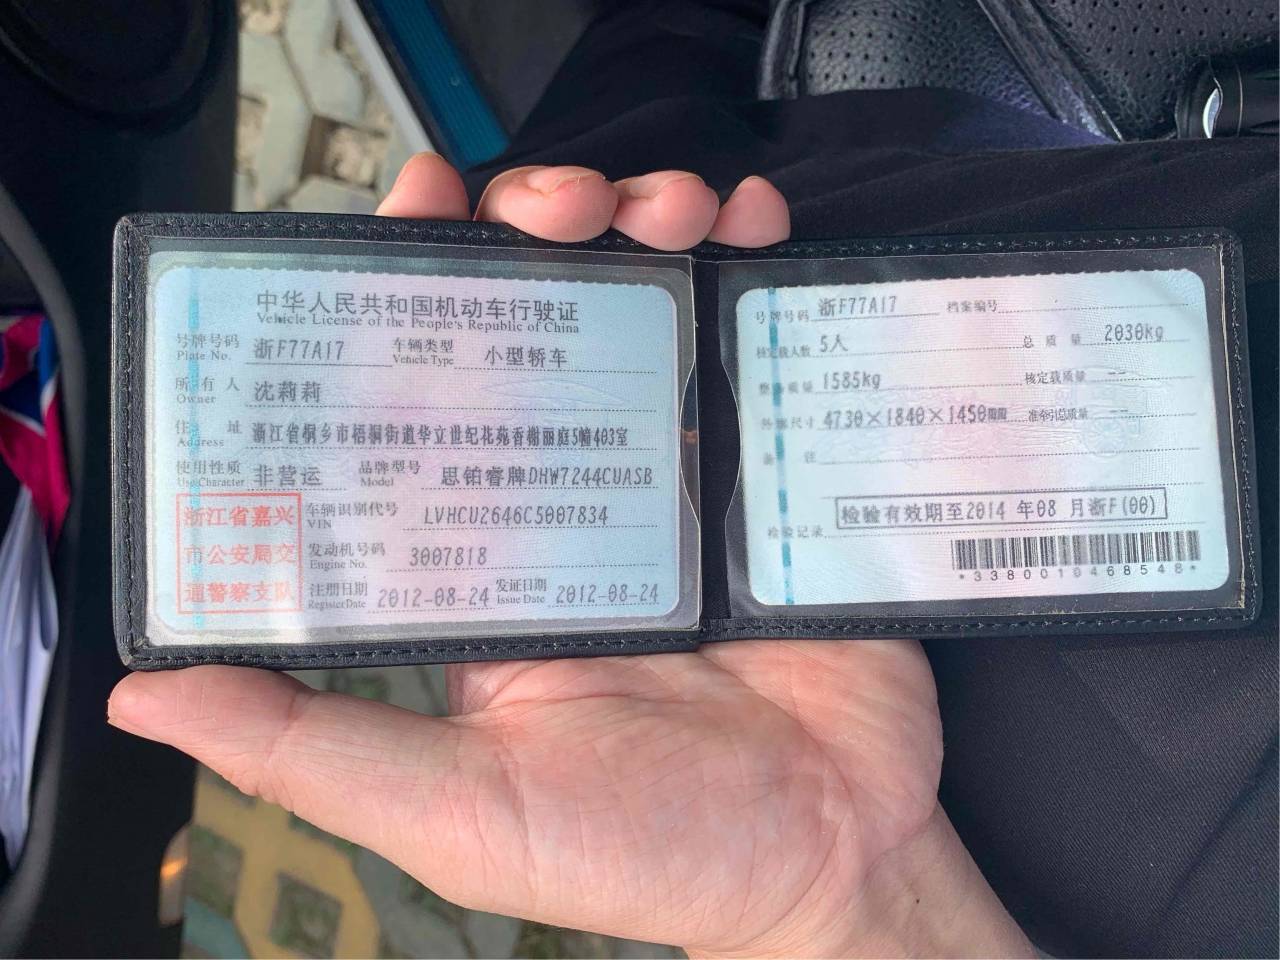 中华人民共和国机动车行驶证
Vehicle License of the People's Republic of China
号牌号码 浙F77A17 车辆类型 小型轿车
Plate No. Vehicle Type
所有人 沈莉莉
Owner
住址 浙江省桐乡市梧桐街道华立世纪花苑香榭丽庭5幢403室
Address
使用性质 非营运 品牌型号 思铂睿牌DHW7244CUASB
Use Character Model
浙江省嘉兴
市公安局交
通警察支队
车辆识别代号 LVHCU2646C5007834
VIN
发动机号码 3007818
Engine No.
注册日期 2012-08-24 发证日期 2012-08-24
Register Date Issue Date
号牌号码 浙F77A17 档案编号
核定载人数 5人 总质量 2030kg
整备质量 1585kg 核定载质量 --
外廓尺寸 4730×1840×1450 准牵引总质量 --
备注
检验有效期至2014 年08 月浙F(00)
检验记录
*3380010468548*